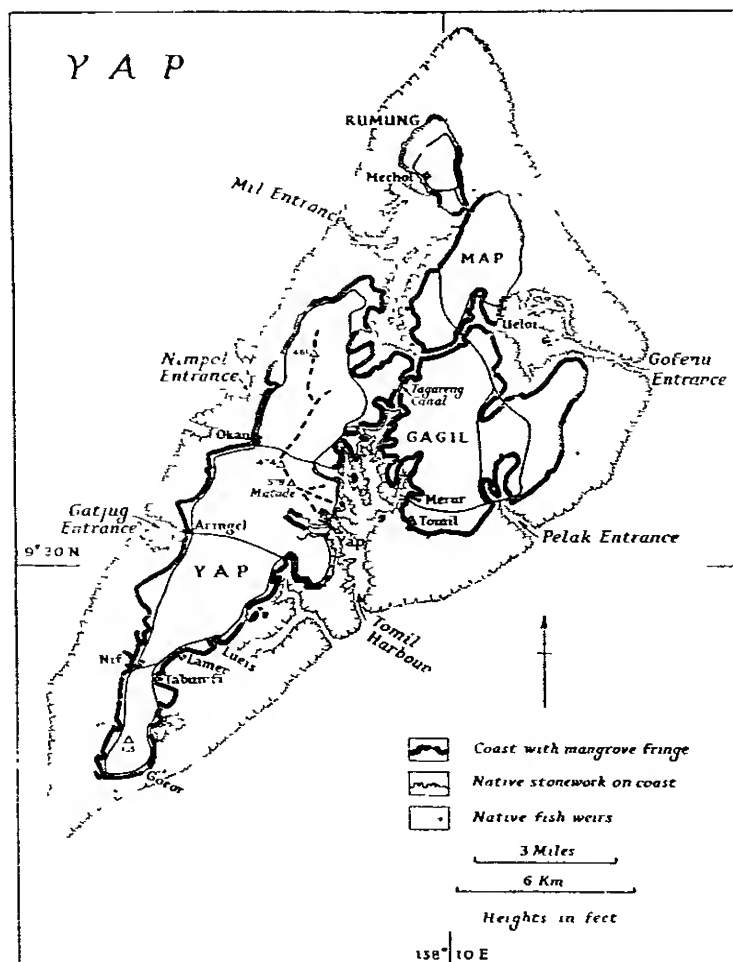 YAP
RUMUNG
Mechol
Mil Entrance
MAP
Gofenu
Entrance
Nimpol
Entrance
Tagareng
Canal
GAGIL
Okau
Matade
Merur
Tomil
Gatjug
Entrance
Aringel
Yap
Pelak Entrance
9° 30 N
YAP
Tomil
Harbour
Nif
Lamer
Lueis
Goror
Coast with mangrove fringe
Native stonework on coast
Native fish weirs
3 Miles
6 Km
Heights in feet
138° 10 E